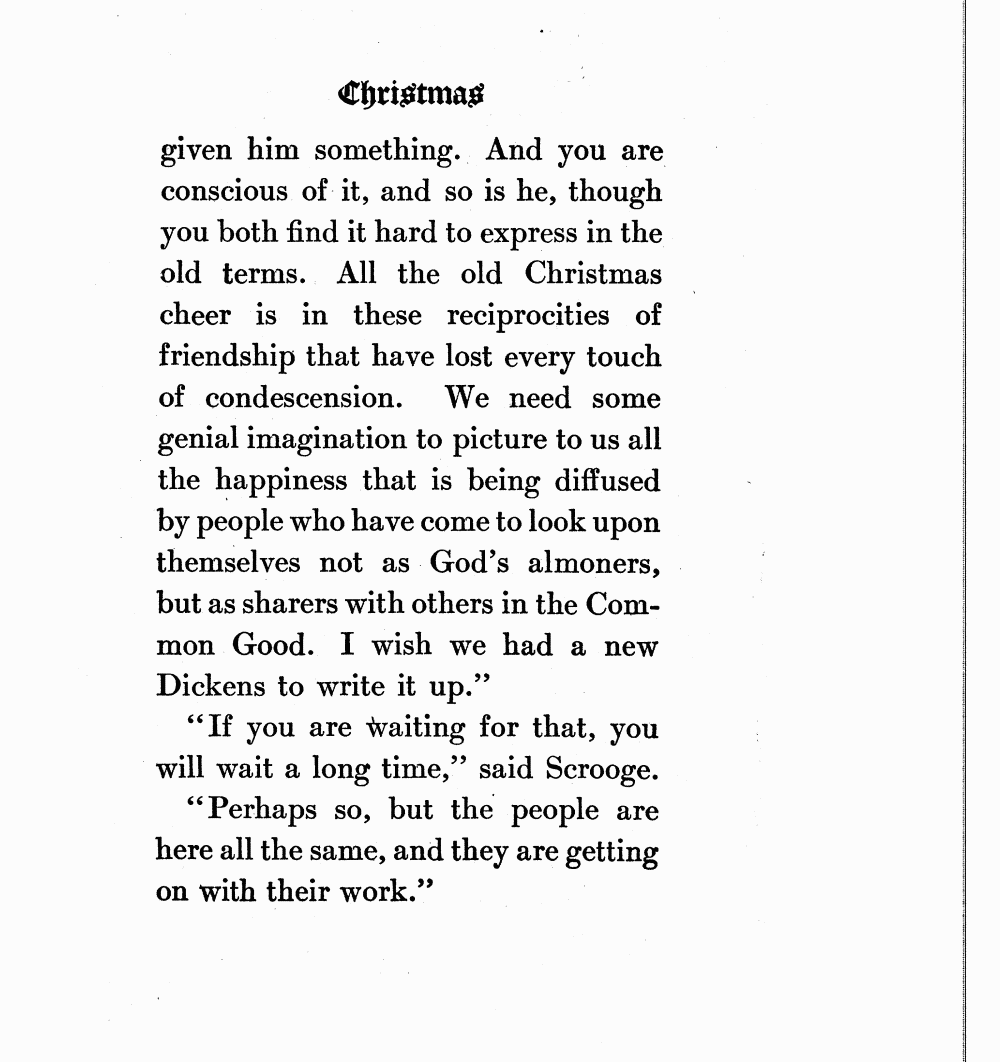 Christmas
given him something. And you are
conscious of it, and so is he, though
you both find it hard to express in the
old terms. All the old Christmas
cheer is in these reciprocities of
friendship that have lost every touch
of condescension. We need some
genial imagination to picture to us all
the happiness that is being diffused
by people who have come to look upon
themselves not as God's almoners,
but as sharers with others in the Com-
mon Good. I wish we had a new
Dickens to write it up."
"If you are waiting for that, you
will wait a long time," said Scrooge.
"Perhaps so, but the people are
here all the same, and they are getting
on with their work."